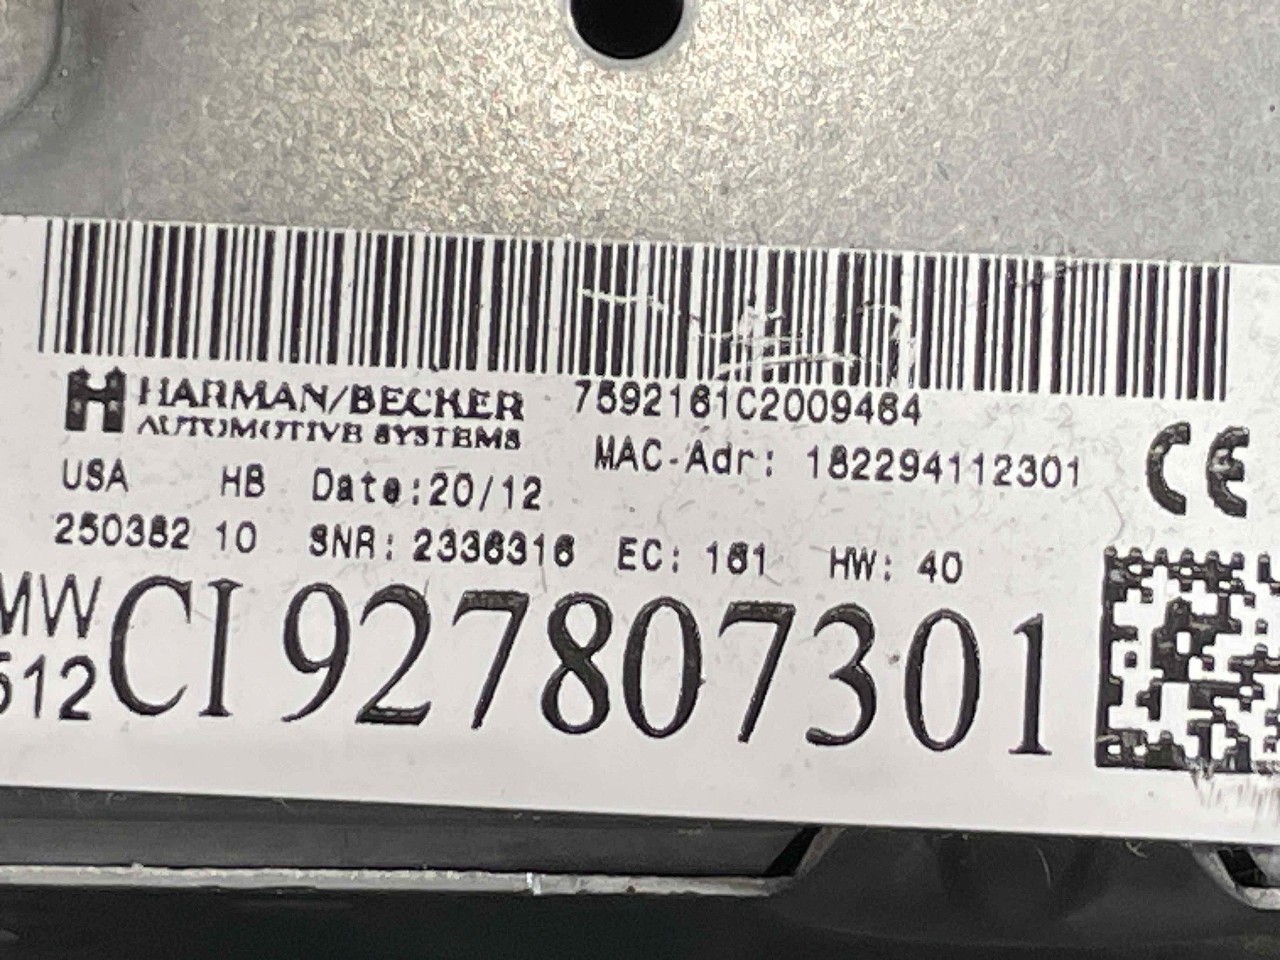 HARMAN/BECKER 7592161C2009464
AUTOMOTIVE SYSTEMS MAC-Adr: 182294112301
USA HB Date:20/12
250382 10 SNR: 2336316 EC: 161 HW: 40
MW CI 927807301
512
CE